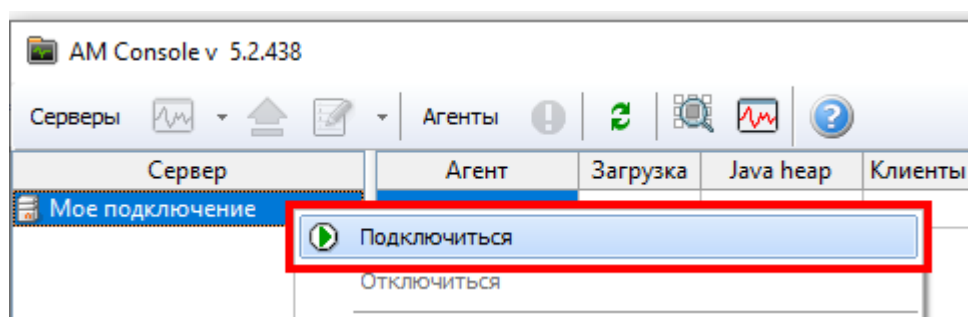 AM Console v 5.2.438
Серверы Агенты
Сервер Агент Загрузка Java heap Клиенты
Мое подключение
Подключиться
Отключиться